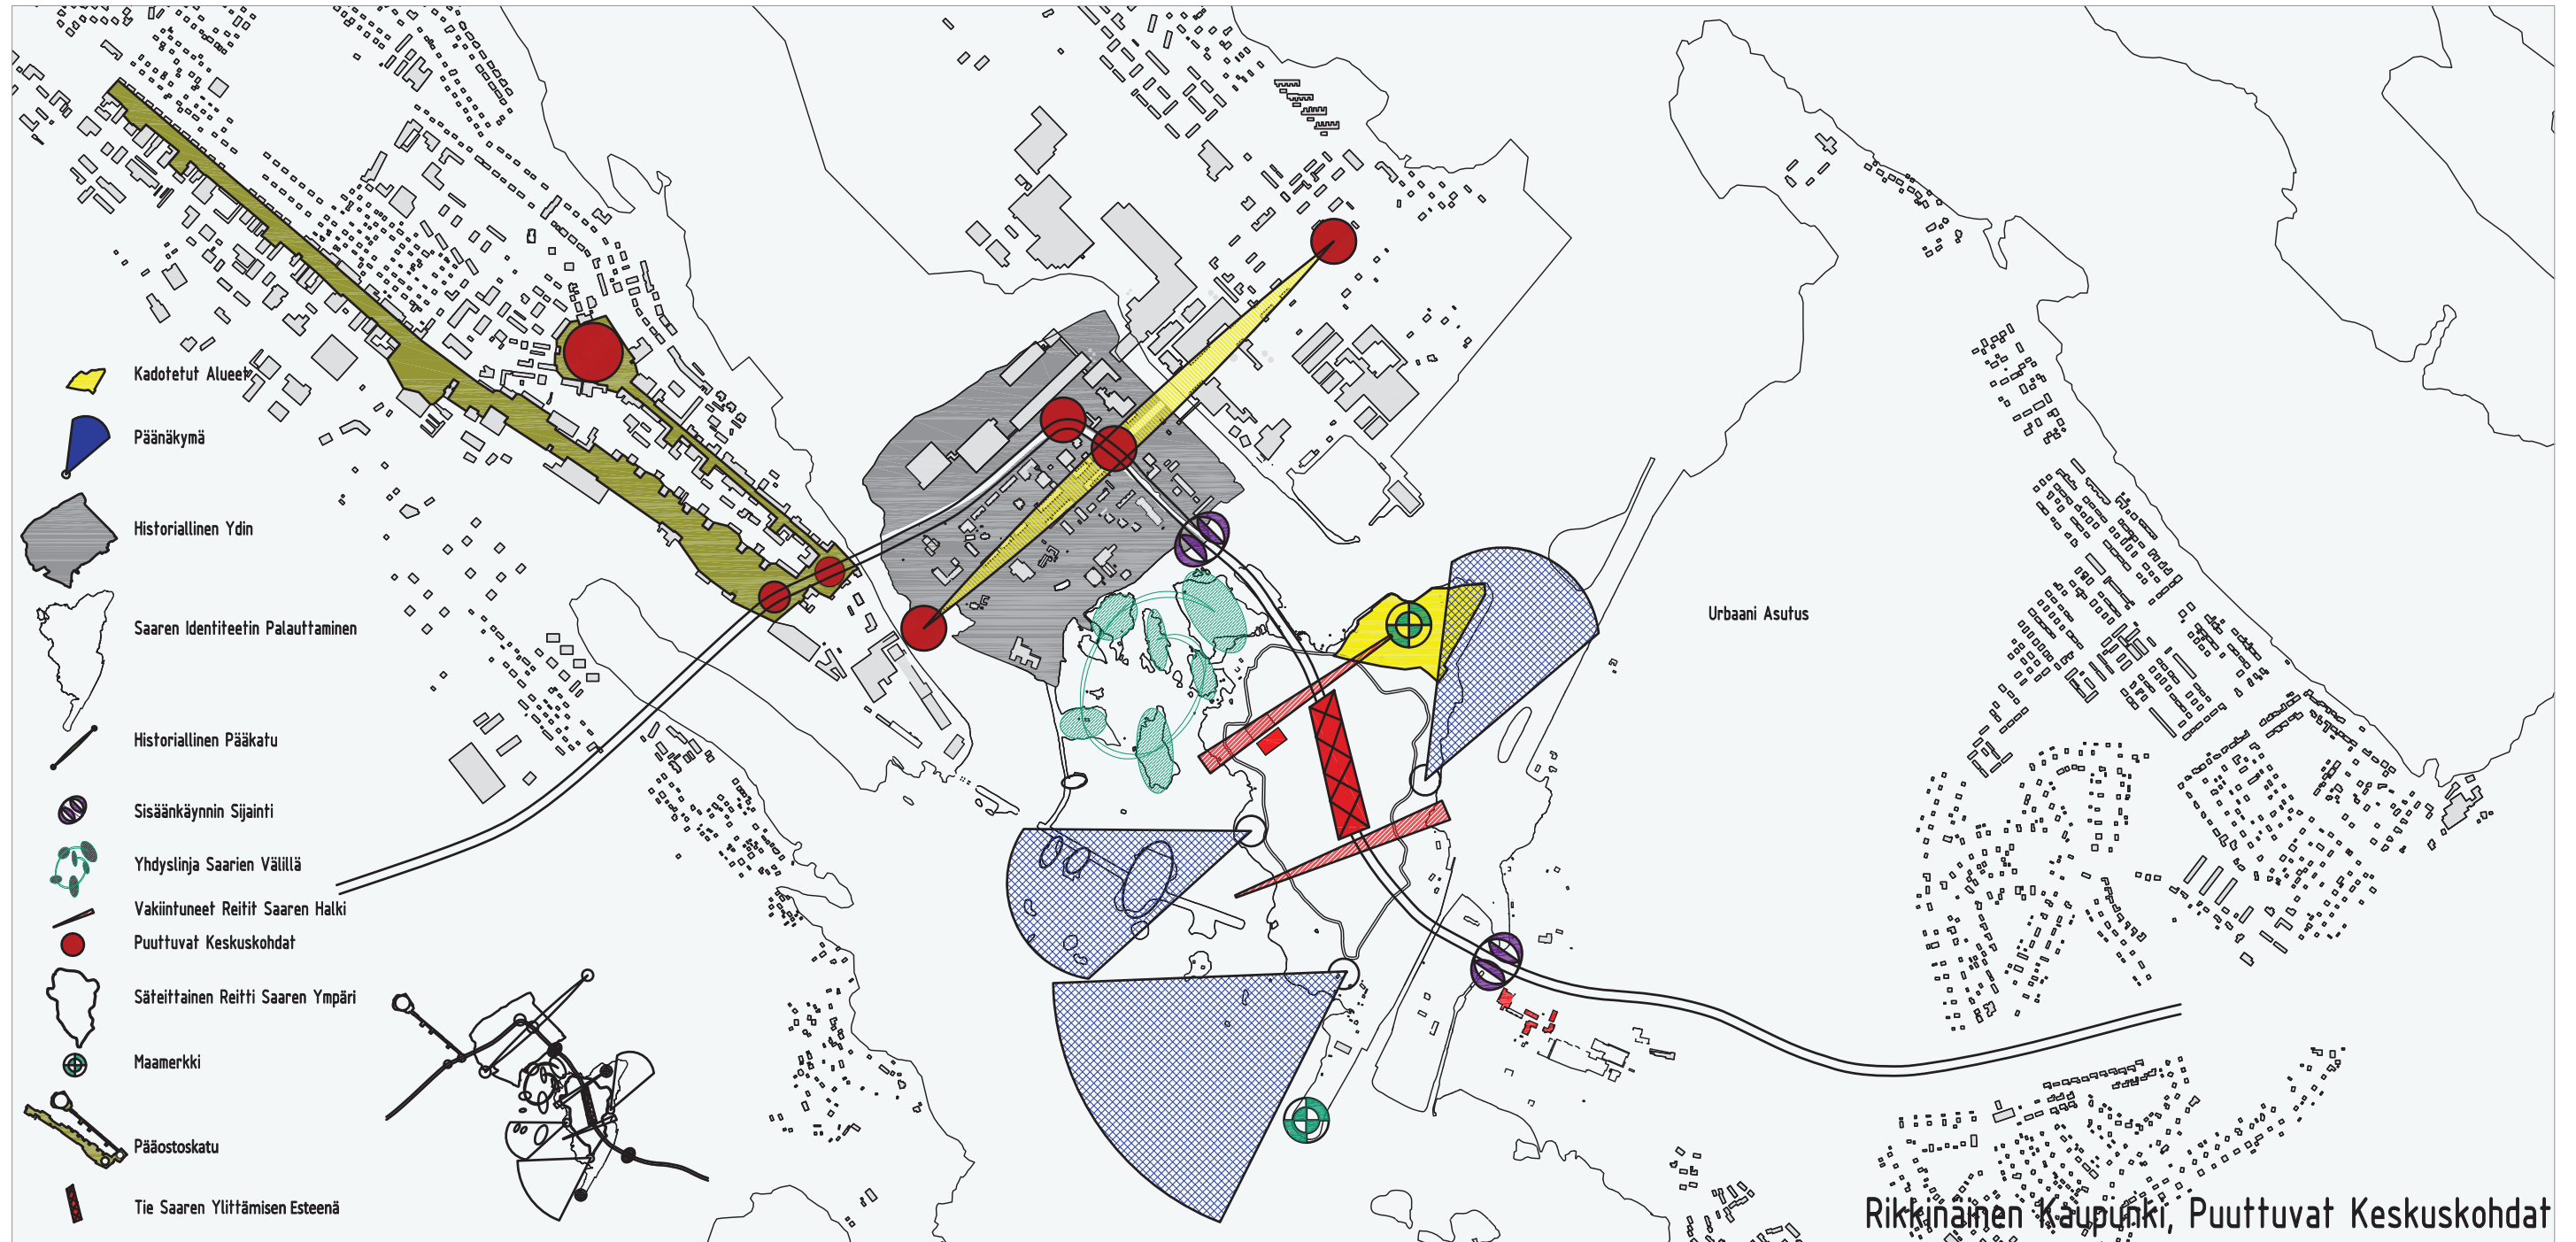 Kadotetut Alueet
Päänäkymä
Historiallinen Ydin
Saaren Identiteetin Palauttaminen
Urbaani Asutus
Historiallinen Pääkatu
Sisäänkäynnin Sijainti
Yhdyslinja Saarien Välillä
Vakiintuneet Reitit Saaren Halki
Puuttuvat Keskuskohdat
Säteittainen Reitti Saaren Ympäri
Maamerkki
Pääostoskatu
Tie Saaren Ylittämisen Esteenä
Rikkinäinen Kaupunki, Puuttuvat Keskuskohdat